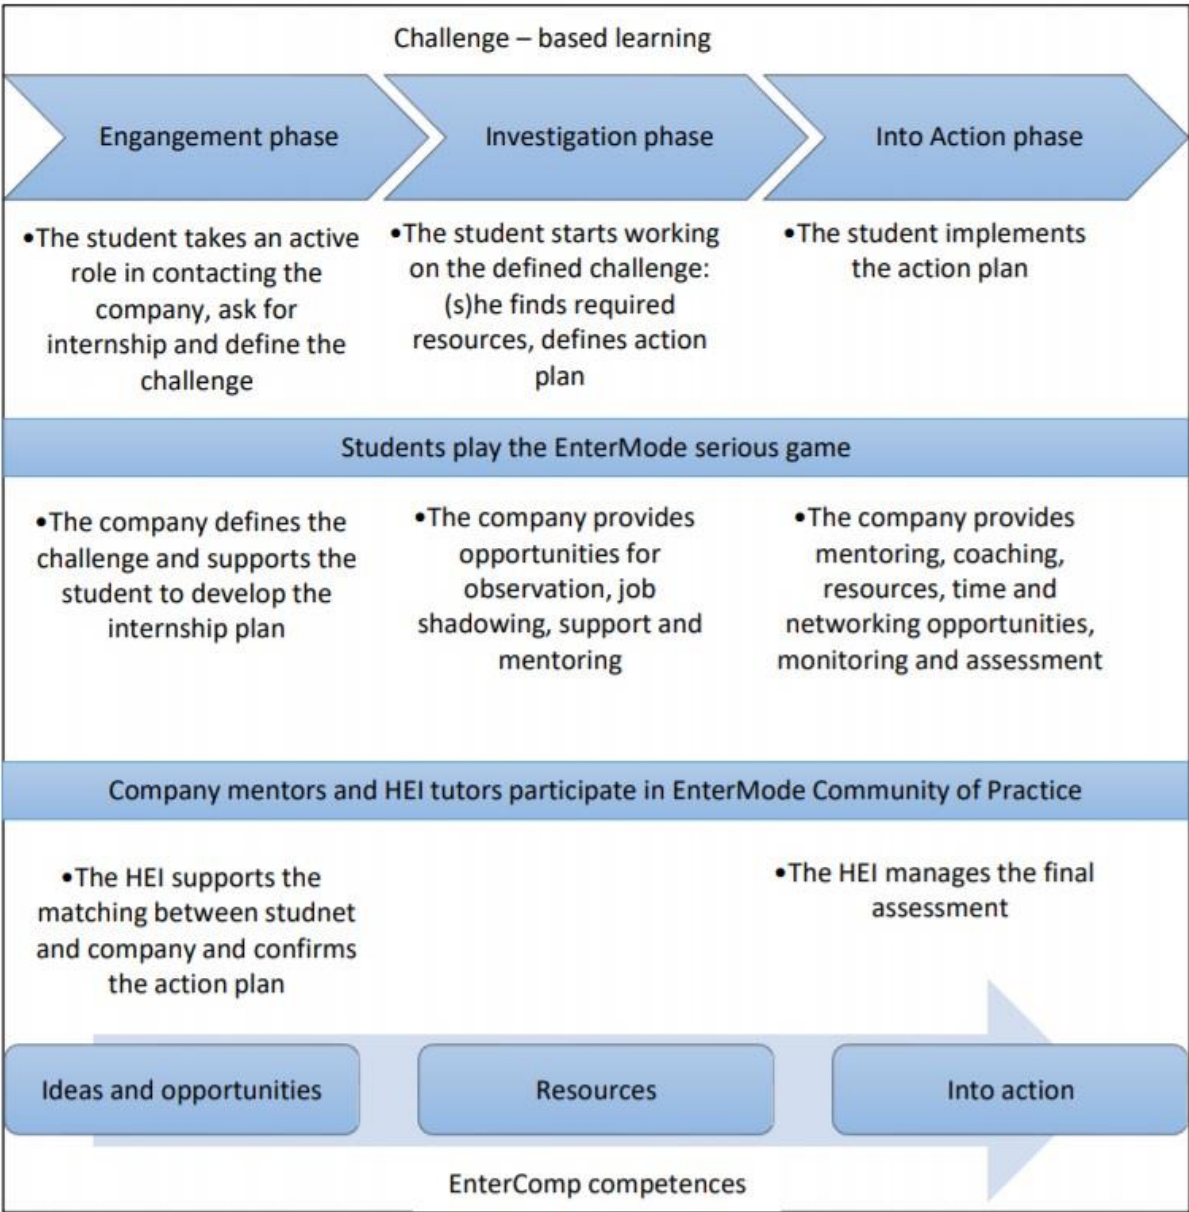 Challenge – based learning
Engangement phase
Investigation phase
Into Action phase
•The student takes an active
role in contacting the
company, ask for
internship and define the
challenge
•The student starts working
on the defined challenge:
(s)he finds required
resources, defines action
plan
•The student implements
the action plan
Students play the EnterMode serious game
•The company defines the
challenge and supports the
student to develop the
internship plan
•The company provides
opportunities for
observation, job
shadowing, support and
mentoring
•The company provides
mentoring, coaching,
resources, time and
networking opportunities,
monitoring and assessment
Company mentors and HEI tutors participate in EnterMode Community of Practice
•The HEI supports the
matching between studnet
and company and confirms
the action plan
•The HEI manages the final
assessment
Ideas and opportunities
Resources
Into action
EnterComp competences